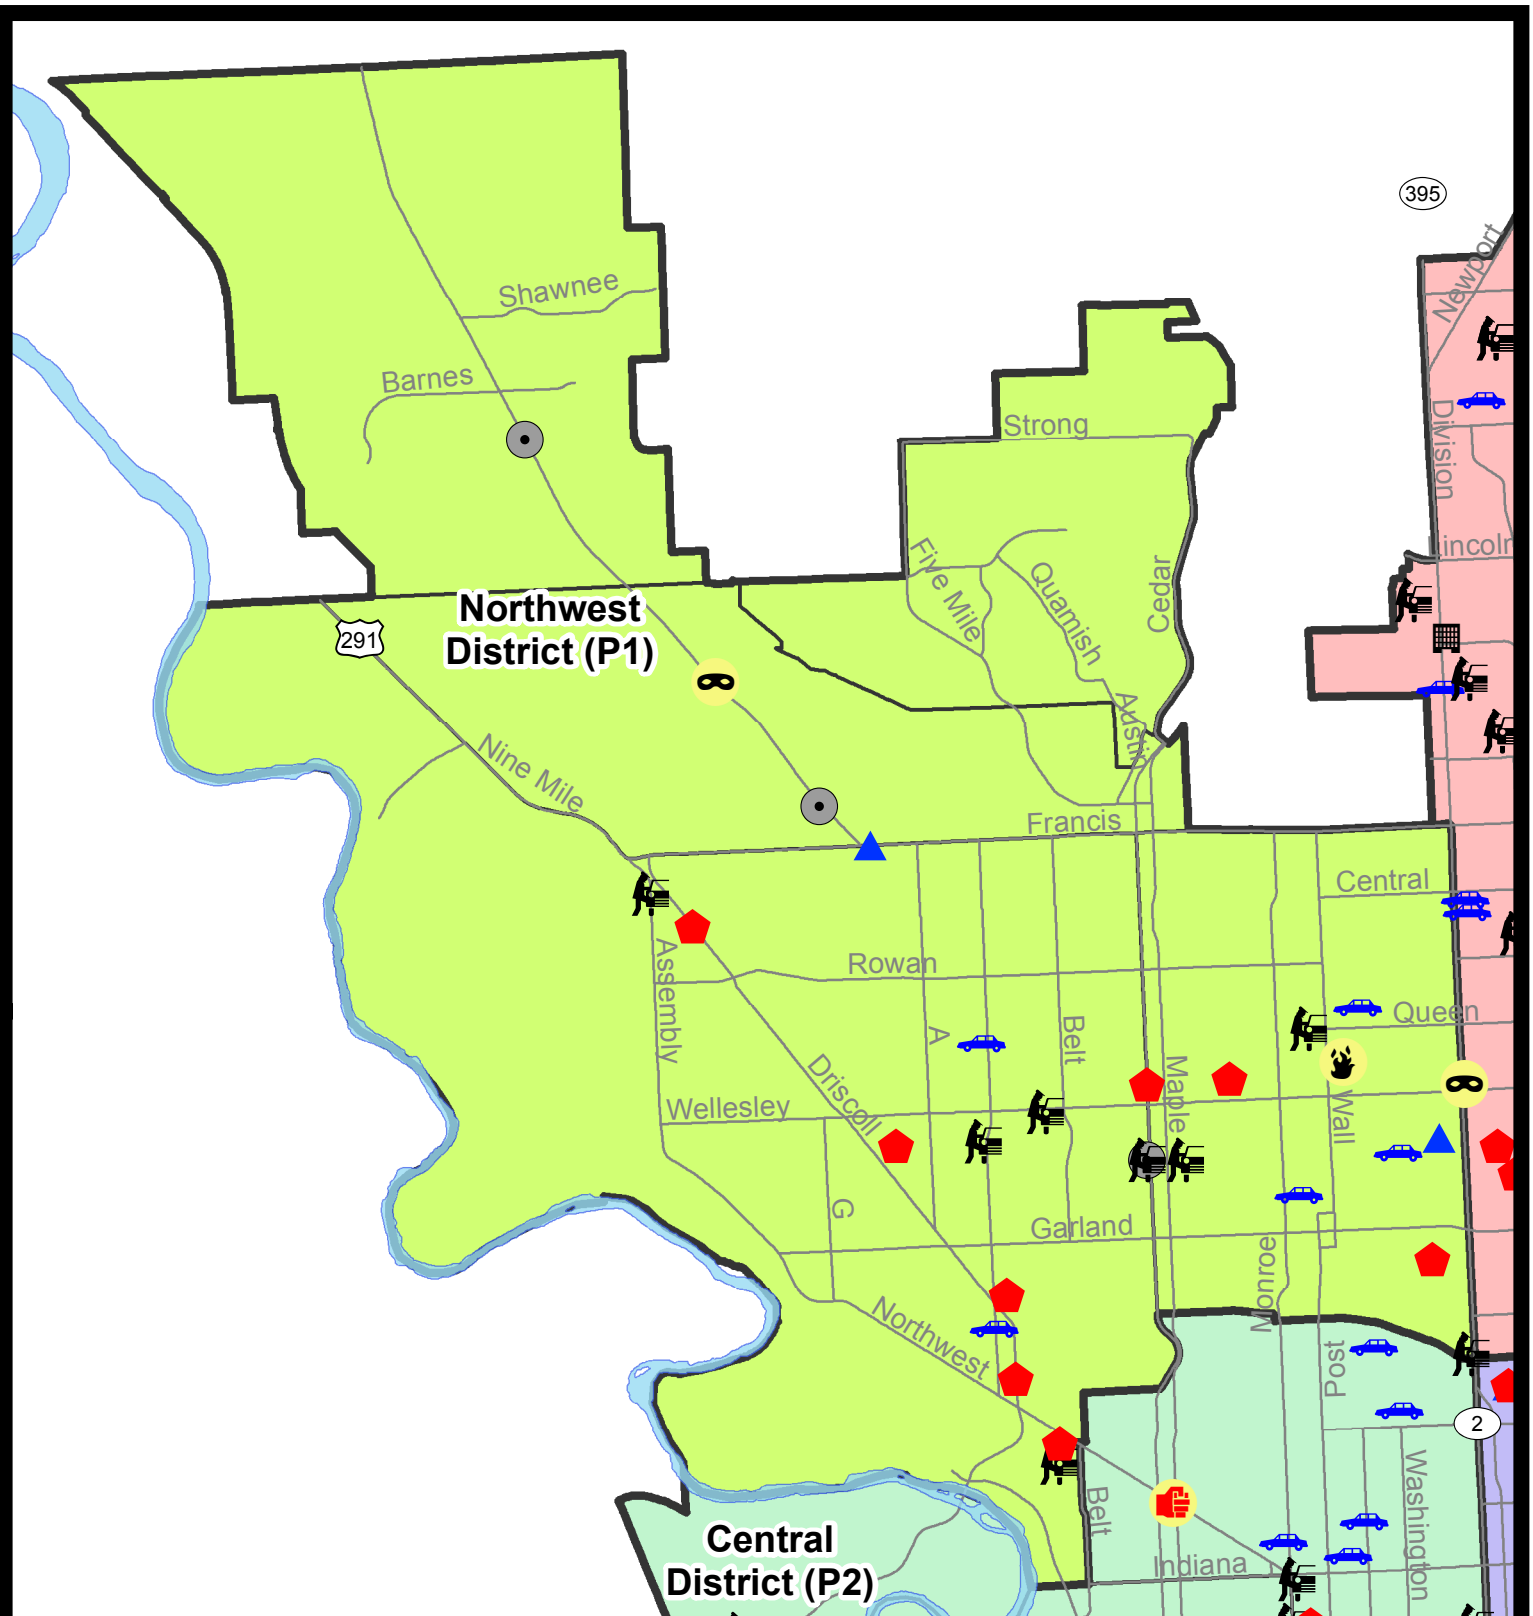 395
Newport
Shawnee
Barnes
Division
Strong
Lincoln
Five Mile
Quamish
Cedar
Northwest
District (P1)
291
Austin
Nine Mile
Francis
Central
Assembly
Rowan
Queen
A
Belt
Driscoll
Maple
Wellesley
Wall
G
Garland
Monroe
Northwest
Post
2
Belt
Washington
Central
District (P2)
Indiana